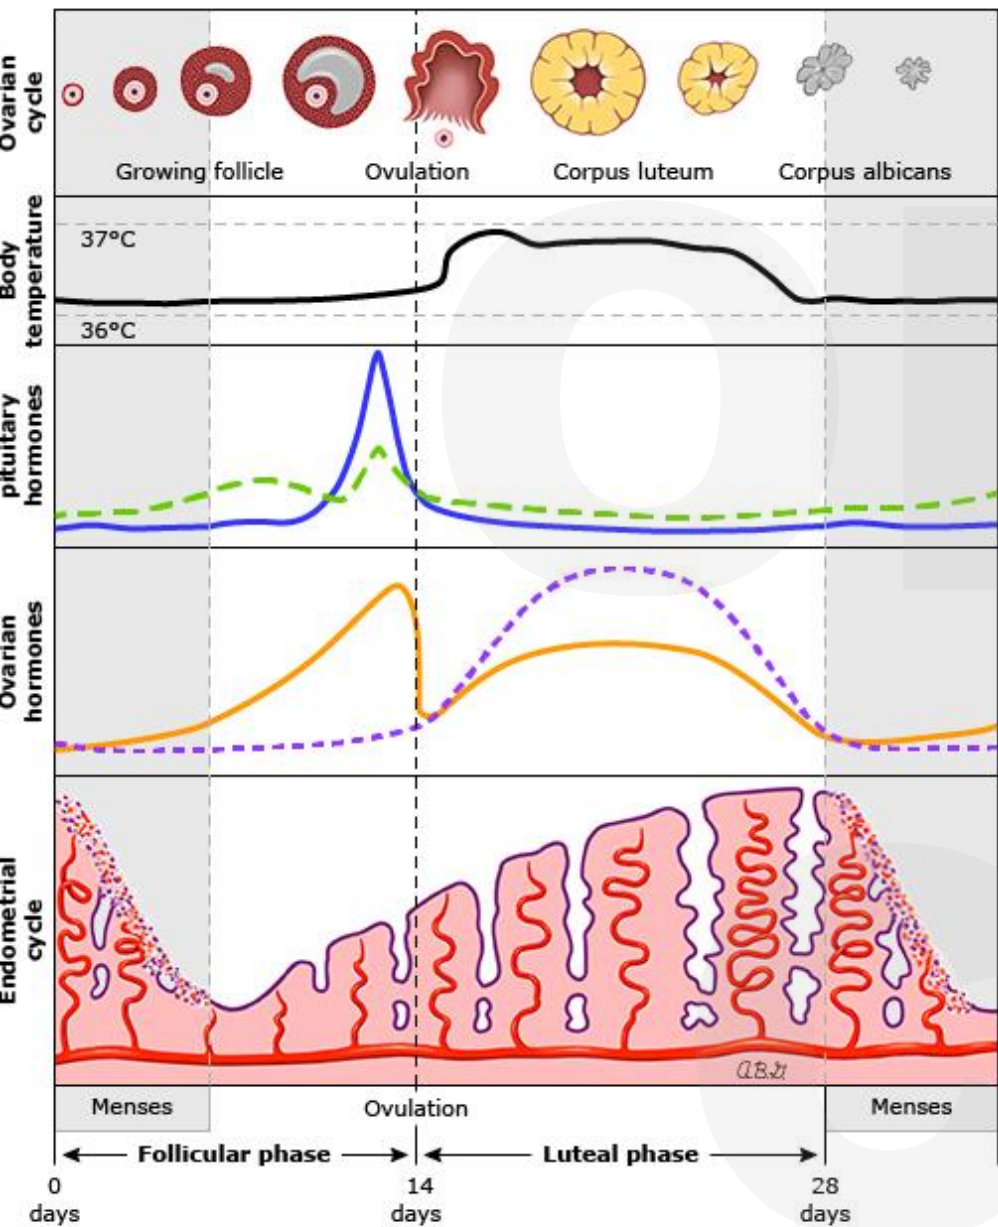 Ovarian
cycle
Growing follicle
Ovulation
Corpus luteum
Corpus albicans
Body
temperature
37°C
36°C
pituitary
hormones
Ovarian
hormones
Endometrial
cycle
ABG
Menses
Ovulation
Menses
Follicular phase
Luteal phase
0
days
14
days
28
days